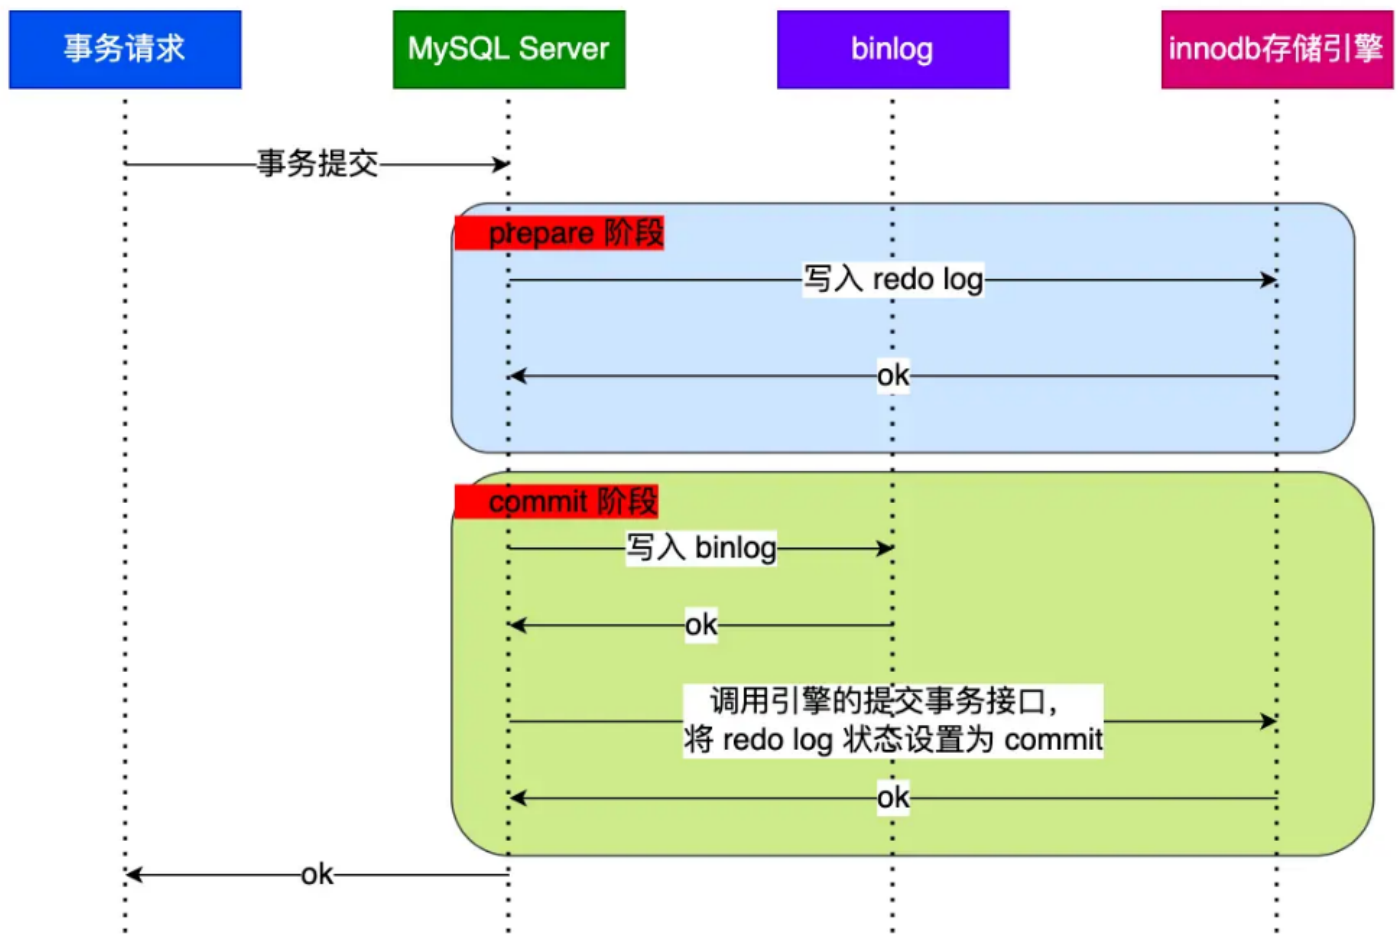 事务请求
MySQL Server
binlog
innodb存储引擎
事务提交
prepare 阶段
写入 redo log
ok
commit 阶段
写入 binlog
ok
调用引擎的提交事务接口，
将 redo log 状态设置为 commit
ok
ok